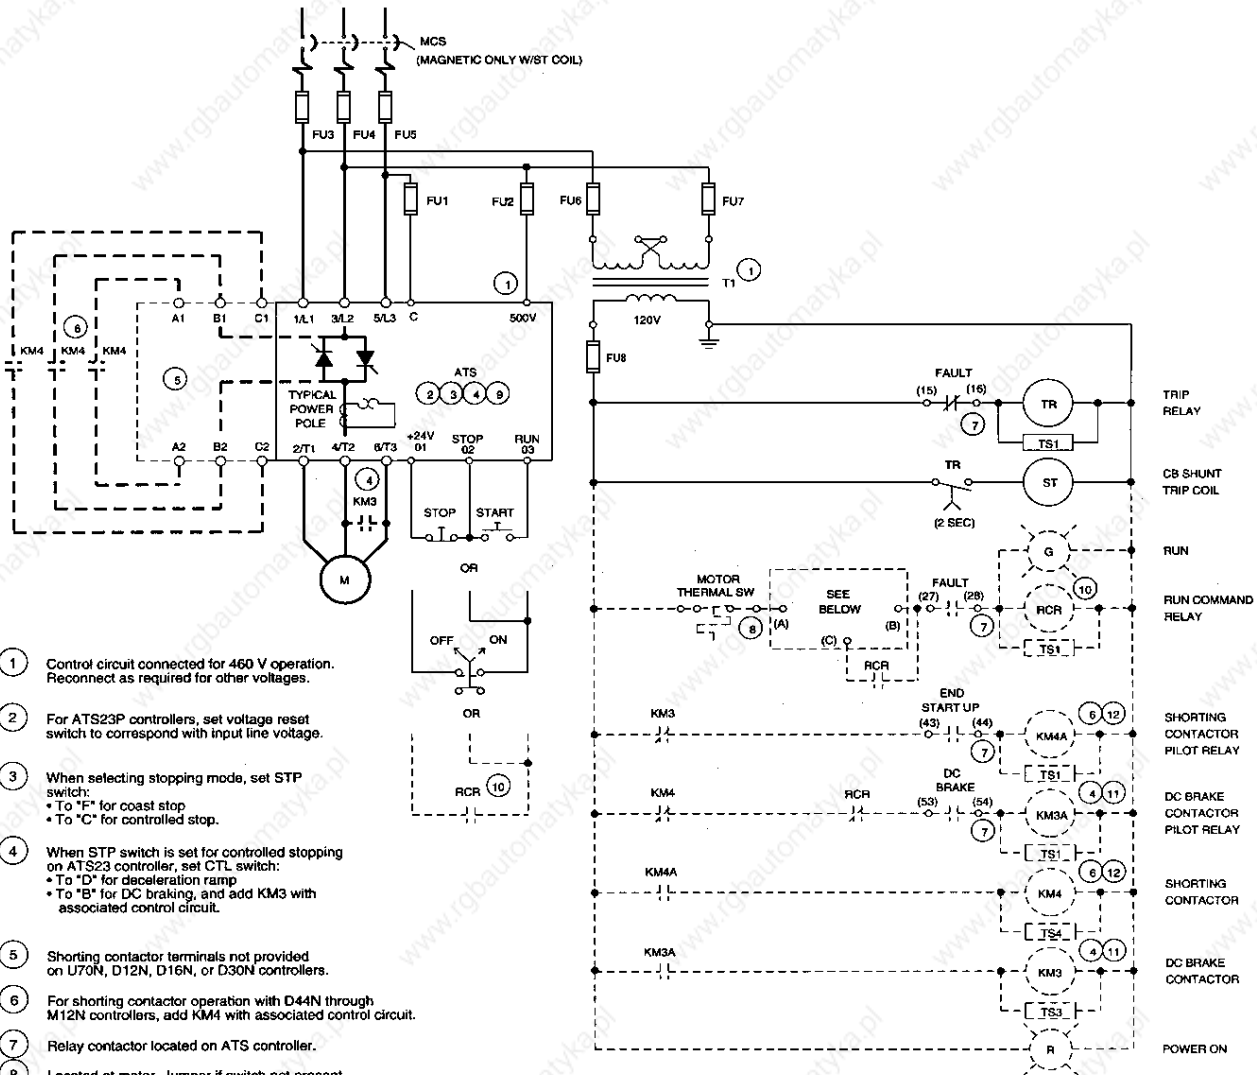 MCS
(MAGNETIC ONLY W/ST COIL)
FU3 FU4 FU5
FU1 FU2 FU6 FU7
1
T1 1
A1 B1 C1 1/L1 3/L2 5/L3 C 500V
120V
6
KM4 KM4 KM4
FU8
5
ATS
2 3 4 9
TYPICAL
POWER
POLE
FAULT
(15) (16)
7
TR
TS1
TRIP
RELAY
A2 B2 C2 2/T1 4/T2 6/T3
+24V
01
STOP
02
RUN
03
4
KM3
TR
(2 SEC)
ST
CB SHUNT
TRIP COIL
STOP START
M
OR
G
RUN
MOTOR
THERMAL SW
8
(A)
SEE
BELOW
(B)
(C)
RCR
FAULT
(27) (28)
7
10
RCR
TS1
RUN COMMAND
RELAY
OFF ON
OR
RCR 10
KM3
END
START UP
(43) (44)
7
6 12
KM4A
TS1
SHORTING
CONTACTOR
PILOT RELAY
KM4
RCR
DC
BRAKE
(53) (54)
7
4 11
KM3A
TS1
DC BRAKE
CONTACTOR
PILOT RELAY
KM4A
6 12
KM4
TS4
SHORTING
CONTACTOR
KM3A
4 11
KM3
TS3
DC BRAKE
CONTACTOR
R
POWER ON
1 Control circuit connected for 460 V operation.
Reconnect as required for other voltages.
2 For ATS23P controllers, set voltage reset
switch to correspond with input line voltage.
3 When selecting stopping mode, set STP
switch:
• To "F" for coast stop
• To "C" for controlled stop.
4 When STP switch is set for controlled stopping
on ATS23 controller, set CTL switch:
• To "D" for deceleration ramp
• To "B" for DC braking, and add KM3 with
associated control circuit.
5 Shorting contactor terminals not provided
on U70N, D12N, D16N, or D30N controllers.
6 For shorting contactor operation with D44N through
M12N controllers, add KM4 with associated control circuit.
7 Relay contactor located on ATS controller.
8 Located at motor. Jumper if switch not present.
www.rgbautomatyka.pl